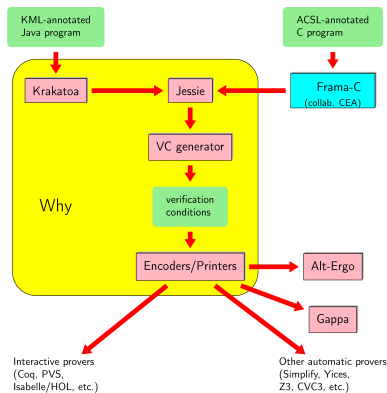 KML-annotated
Java program
ACSL-annotated
C program
Krakatoa
Jessie
Frama-C
(collab. CEA)
VC generator
Why
verification
conditions
Encoders/Printers
Alt-Ergo
Gappa
Interactive provers
(Coq, PVS,
Isabelle/HOL, etc.)
Other automatic provers
(Simplify, Yices,
Z3, CVC3, etc.)